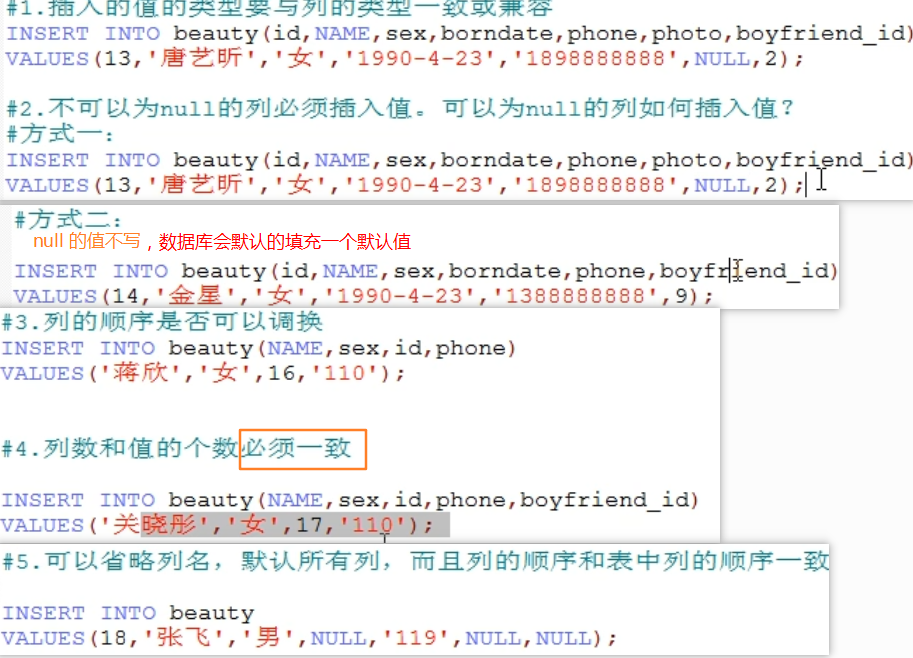 #1.插入的值的类型要与列的类型一致或兼容
INSERT INTO beauty(id,NAME,sex,borndate,phone,photo,boyfriend_id)
VALUES(13,'唐艺昕','女','1990-4-23','1898888888',NULL,2);
#2.不可以为null的列必须插入值。可以为null的列如何插入值？
#方式一：
INSERT INTO beauty(id,NAME,sex,borndate,phone,photo,boyfriend_id)
VALUES(13,'唐艺昕','女','1990-4-23','1898888888',NULL,2);
#方式二：
null 的值不写，数据库会默认的填充一个默认值
INSERT INTO beauty(id,NAME,sex,borndate,phone,boyfriend_id)
VALUES(14,'金星','女','1990-4-23','1388888888',9);
#3.列的顺序是否可以调换
INSERT INTO beauty(NAME,sex,id,phone)
VALUES('蒋欣','女',16,'110');
#4.列数和值的个数必须一致
INSERT INTO beauty(NAME,sex,id,phone,boyfriend_id)
VALUES('关晓彤','女',17,'110');
#5.可以省略列名，默认所有列，而且列的顺序和表中列的顺序一致
INSERT INTO beauty
VALUES(18,'张飞','男',NULL,'119',NULL,NULL);